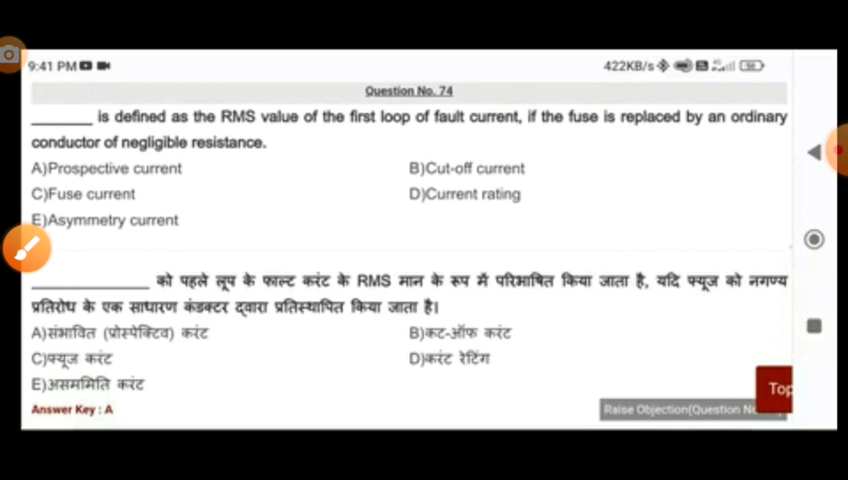 9:41 PM
422KB/s
Question No. 74
______ is defined as the RMS value of the first loop of fault current, if the fuse is replaced by an ordinary
conductor of negligible resistance.
A)Prospective current B)Cut-off current
C)Fuse current D)Current rating
E)Asymmetry current
____________ को पहले लूप के फाल्ट करंट के RMS मान के रूप में परिभाषित किया जाता है, यदि फ्यूज को नगण्य
प्रतिरोध के एक साधारण कंडक्टर द्वारा प्रतिस्थापित किया जाता है।
A)संभावित (प्रोस्पेक्टिव) करंट B)कट-ऑफ करंट
C)फ्यूज करंट D)करंट रेटिंग
E)असममिति करंट
Answer Key : A
Raise Objection(Question No
Top